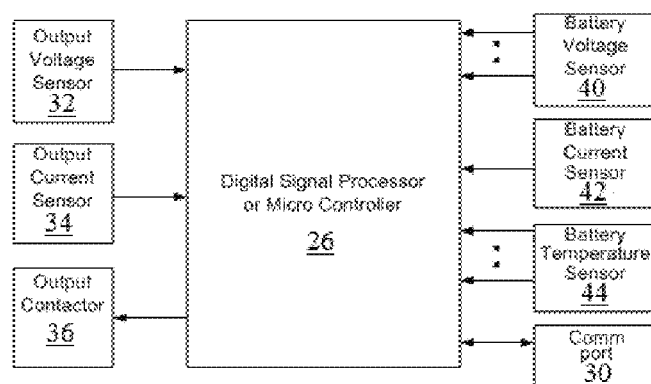 Output
Voltage
Sensor
32
Output
Current
Sensor
34
Output
Contactor
36
Digital Signal Processor
or Micro Controller
26
Battery
Voltage
Sensor
40
Battery
Current
Sensor
42
Battery
Temperature
Sensor
44
Comm
port
30